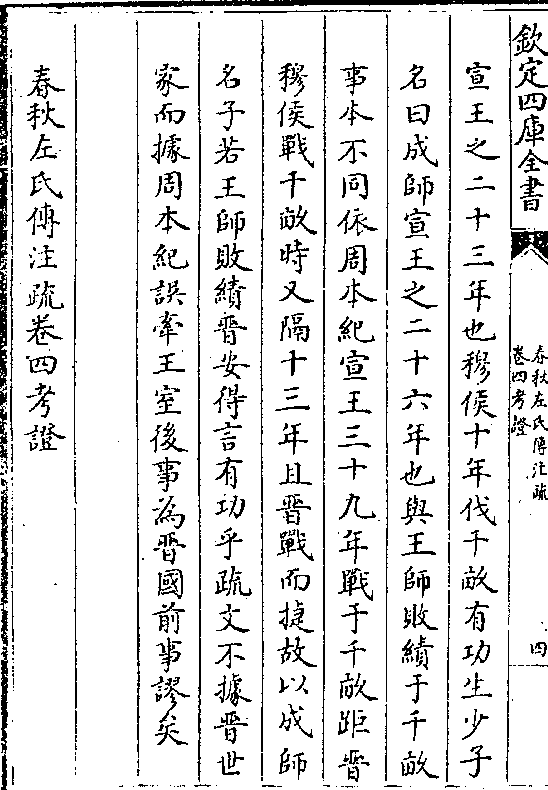 欽定四庫全書
春秋左氏傳注疏
卷四考證
四
宣王之二十三年也穆侯十年伐千畝有功生少子
名曰成師宣王之二十六年也與王師敗績于千畝
事本不同依周本紀宣王三十九年戰于千畝距晉
穆侯戰千畝時又隔十三年且晉戰而捷故以成師
名子若王師敗績晉安得言有功乎疏文不據晉世
家而據周本紀誤牽王室後事為晉國前事謬矣
春秋左氏傳注疏卷四考證